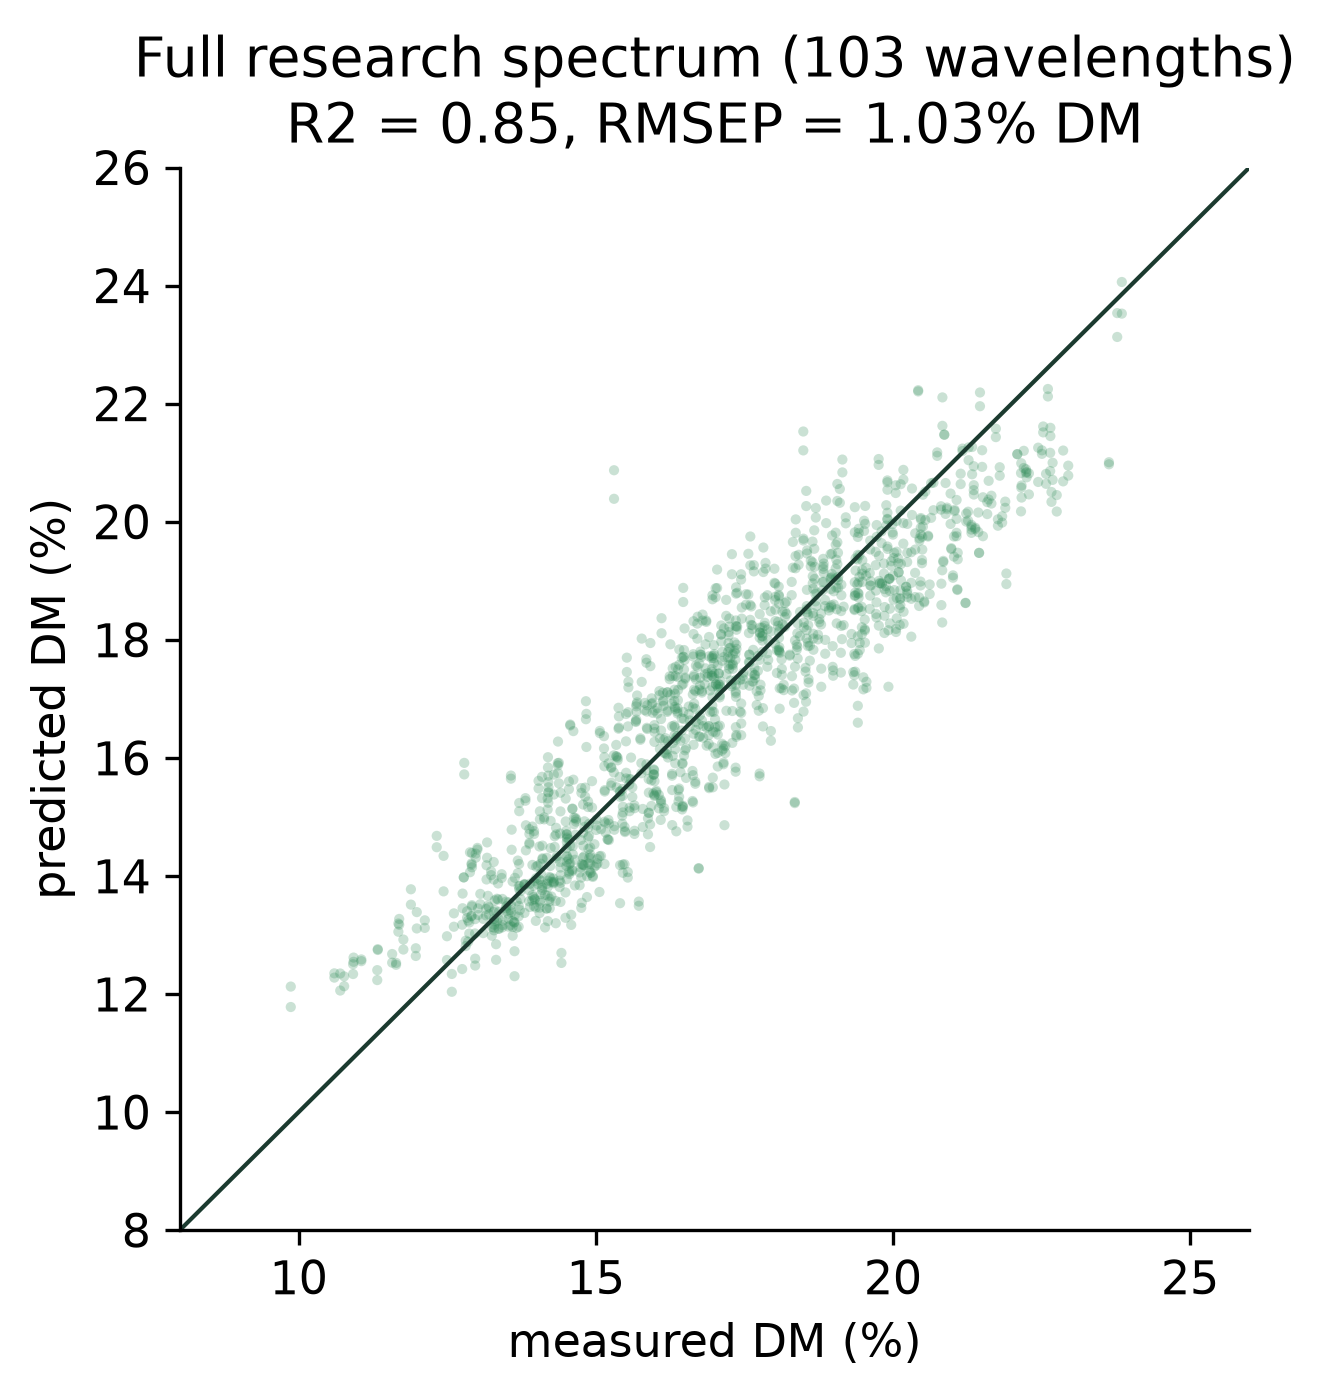 Full research spectrum (103 wavelengths)
R2 = 0.85, RMSEP = 1.03% DM
26
24
22
20
18
16
14
12
10
8
predicted DM (%)
10 15 20 25
measured DM (%)